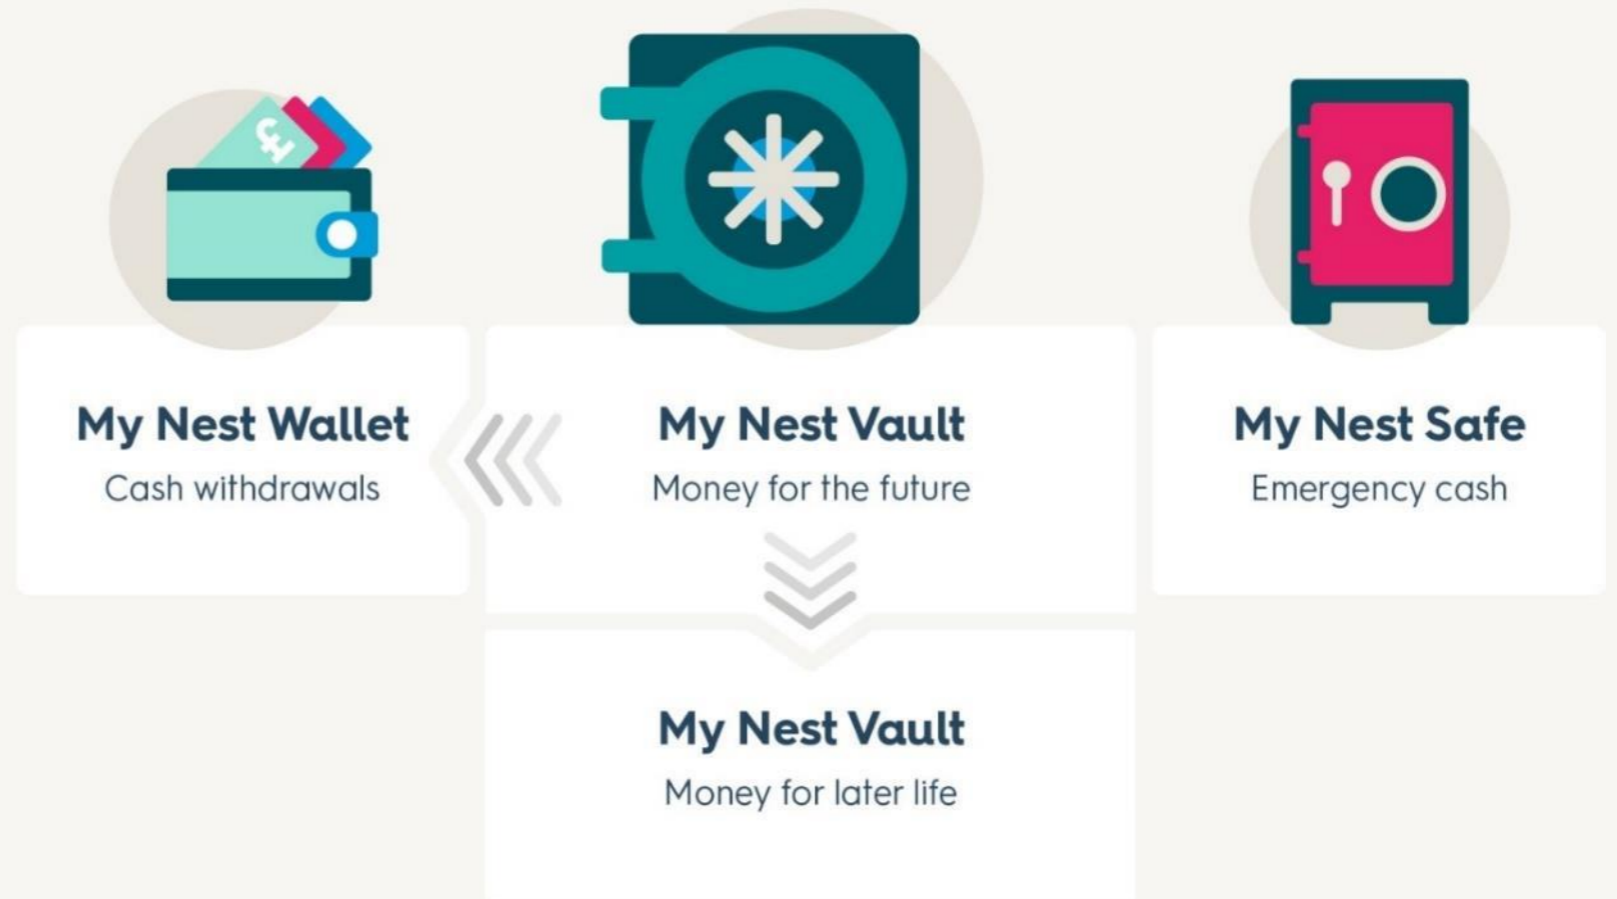 £
My Nest Wallet
Cash withdrawals
My Nest Vault
Money for the future
My Nest Safe
Emergency cash
My Nest Vault
Money for later life